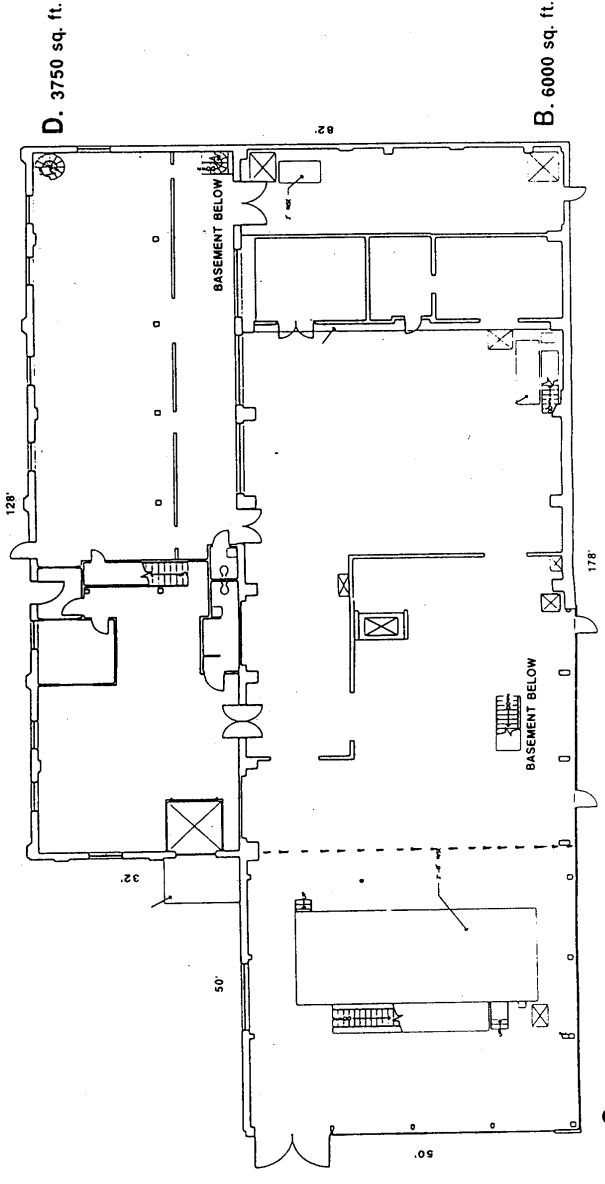 D. 3750 sq. ft.
B. 6000 sq. ft.
82'
128'
BASEMENT BELOW
178'
BASEMENT BELOW
32'
50'
50'